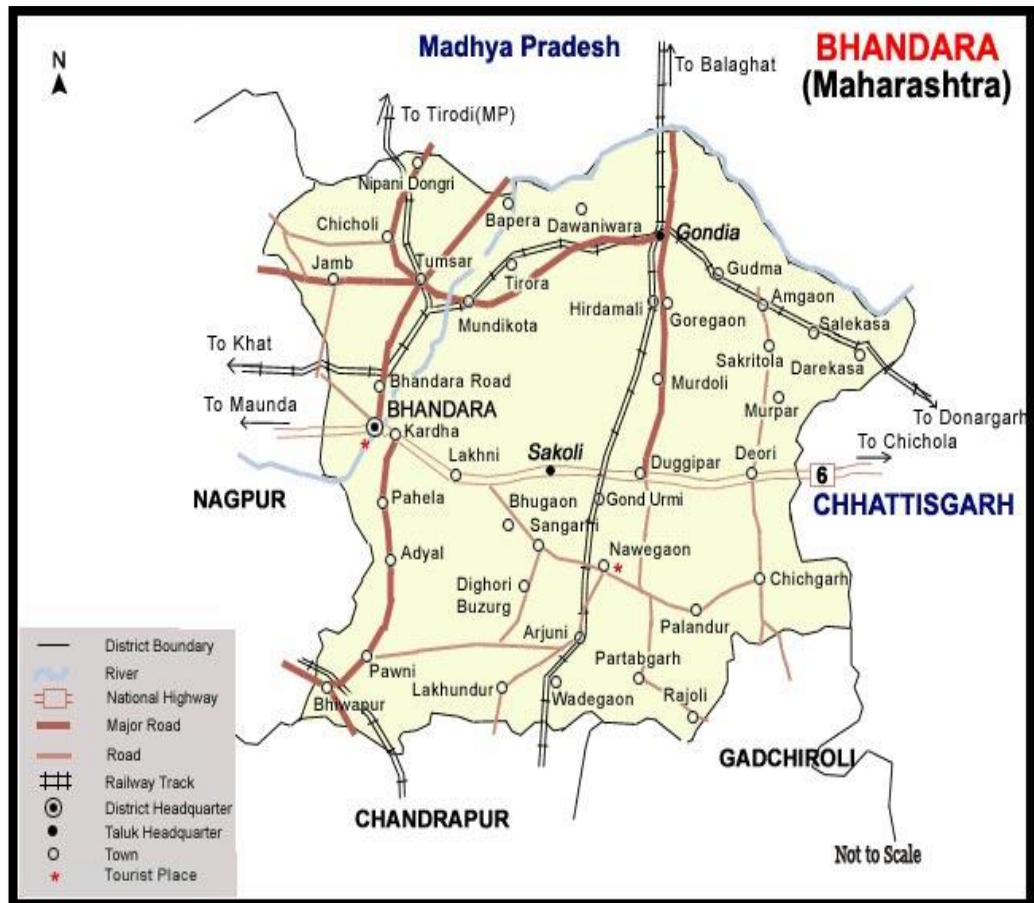 Madhya Pradesh
BHANDARA
(Maharashtra)
N
To Balaghat
To Tirodi(MP)
Nipani Dongri
Chicholi
Bapera
Dawaniwara
Gondia
Jamb
Tumsar
Tirora
Gudma
Mundikota
Hirdamali
Goregaon
Amgaon
Salekasa
To Khat
Sakritola
Darekasa
Bhandara Road
Murdoli
Murpar
To Maunda
BHANDARA
To Donargarh
Kardha
To Chichola
Lakhni
Sakoli
Duggipar
Deori
6
NAGPUR
Pahela
Bhugaon
Gond Urmi
CHHATTISGARH
Sangarhi
Adyal
Nawegaon
Dighori
Buzurg
Chichgarh
Arjuni
Palandur
Pawni
Partabgarh
Bhiwapur
Lakhundur
Wadegaon
Rajoli
GADCHIROLI
CHANDRAPUR
Not to Scale
District Boundary
River
National Highway
Major Road
Road
Railway Track
District Headquarter
Taluk Headquarter
Town
Tourist Place